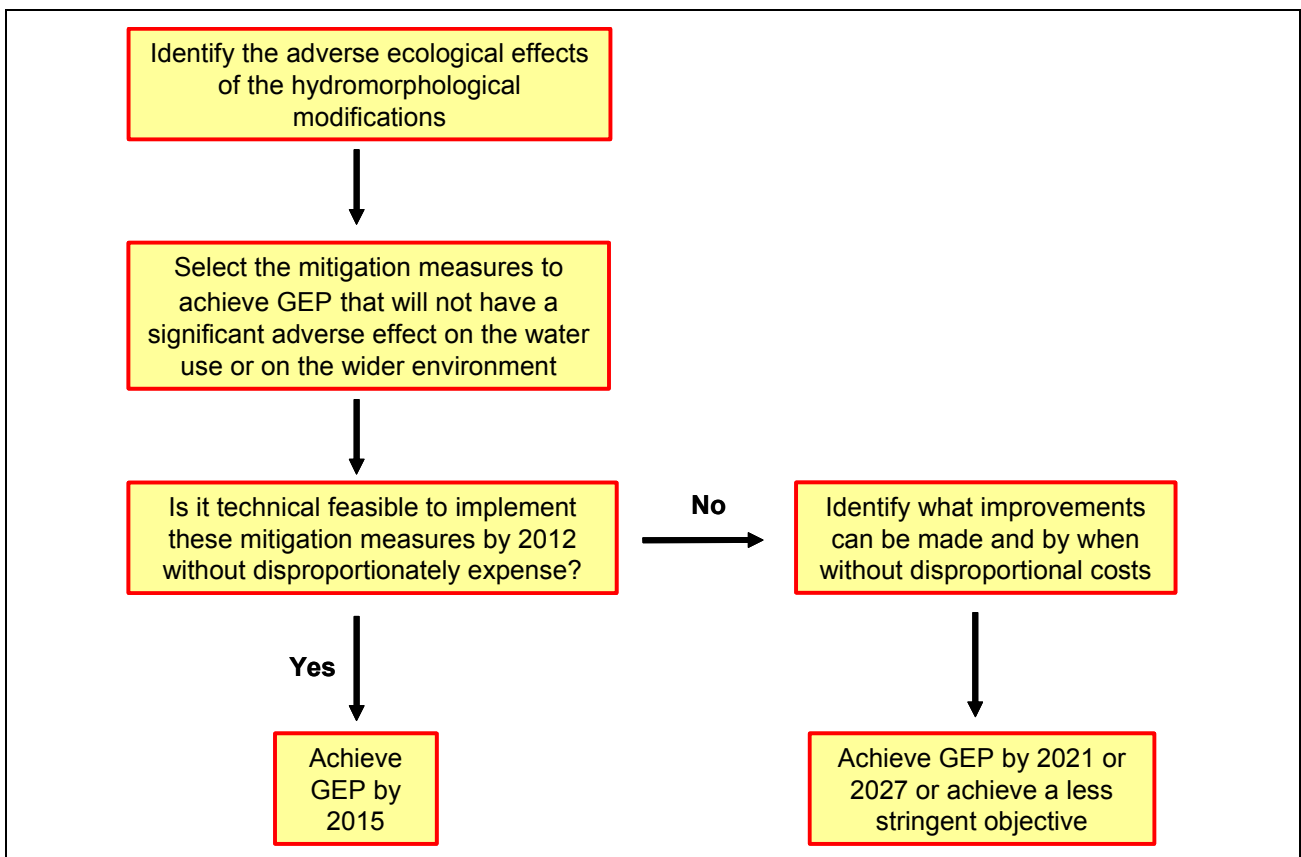 Identify the adverse ecological effects
of the hydromorphological
modifications
Select the mitigation measures to
achieve GEP that will not have a
significant adverse effect on the water
use or on the wider environment
Is it technical feasible to implement
these mitigation measures by 2012
without disproportionately expense?
No
Identify what improvements
can be made and by when
without disproportional costs
Yes
Achieve
GEP by
2015
Achieve GEP by 2021 or
2027 or achieve a less
stringent objective